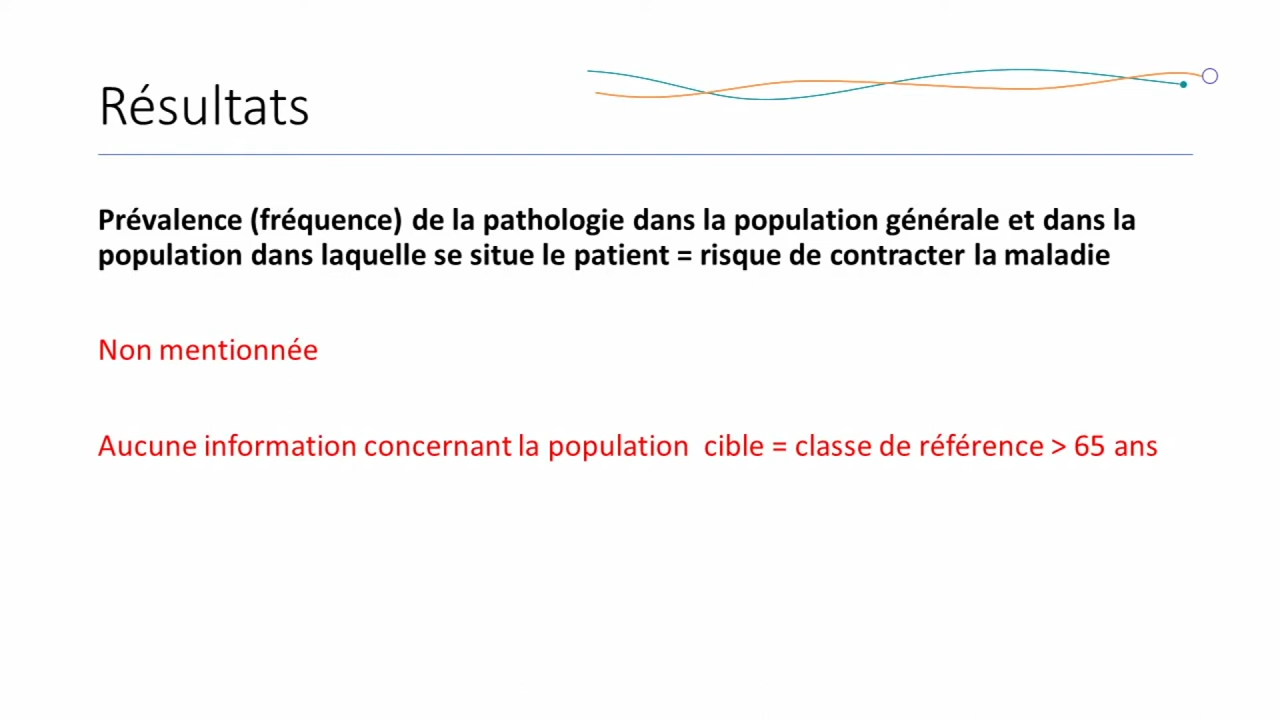 Résultats
Prévalence (fréquence) de la pathologie dans la population générale et dans la
population dans laquelle se situe le patient = risque de contracter la maladie
Non mentionnée
Aucune information concernant la population  cible = classe de référence > 65 ans